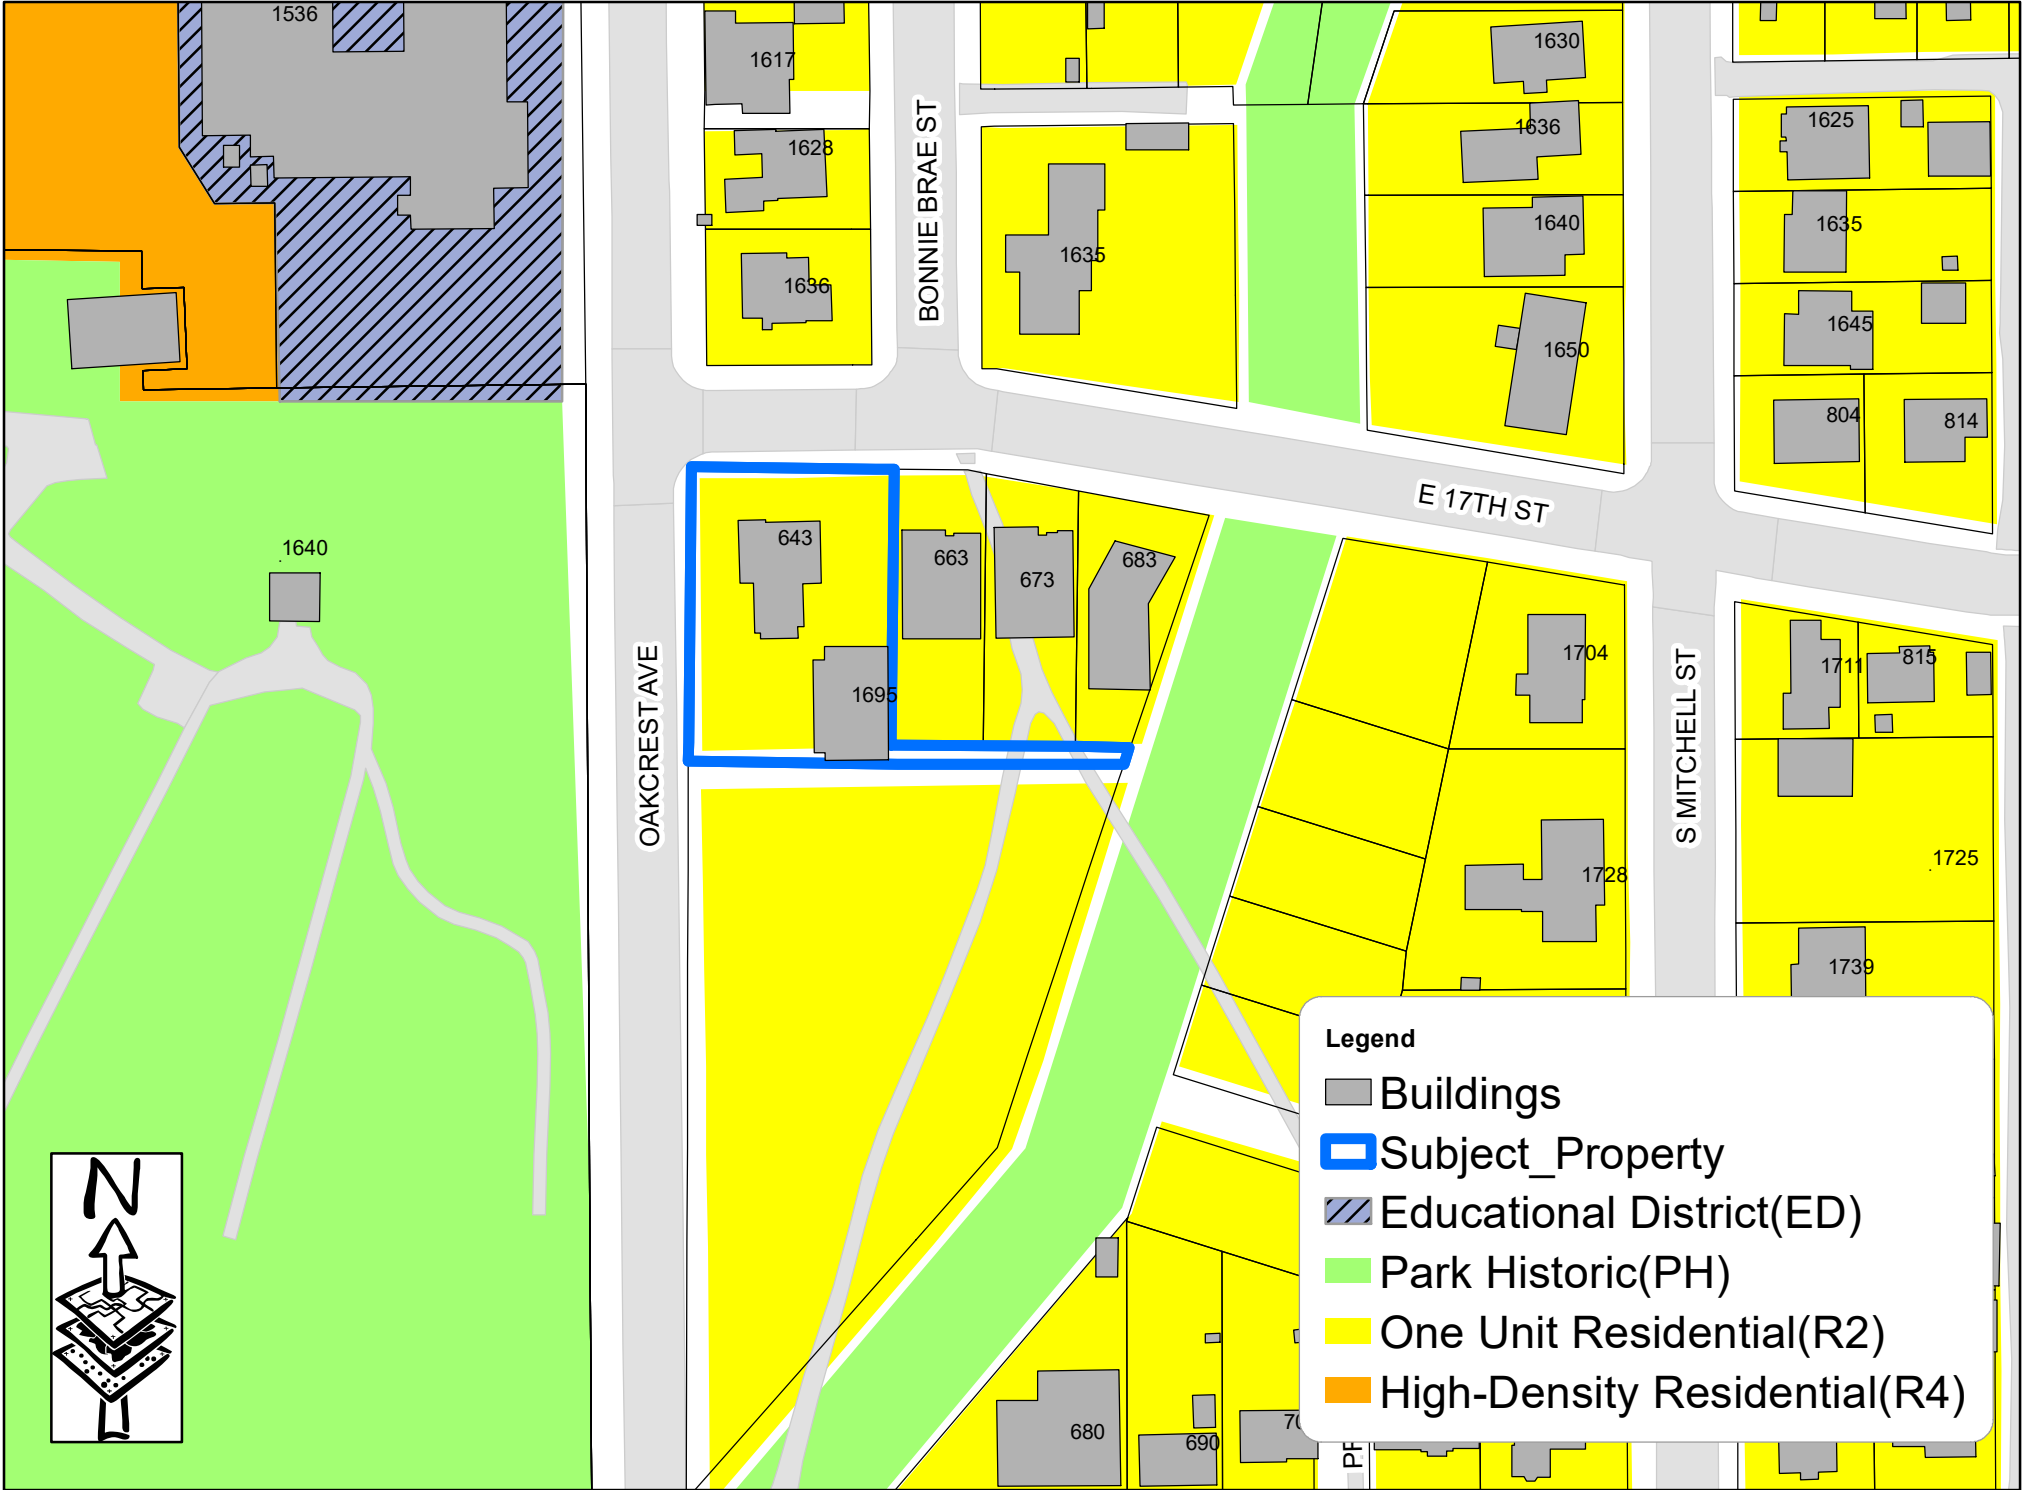 1536
1617
1630
BONNIE BRAE ST
1636
1625
1628
1640
1635
1635
1636
1645
1650
804
814
E 17TH ST
643
1640
663
673
683
OAKCREST AVE
S MITCHELL ST
1704
1711
815
1695
1725
1728
1739
Legend
Buildings
Subject_Property
Educational District(ED)
Park Historic(PH)
One Unit Residential(R2)
High-Density Residential(R4)
N
680
690